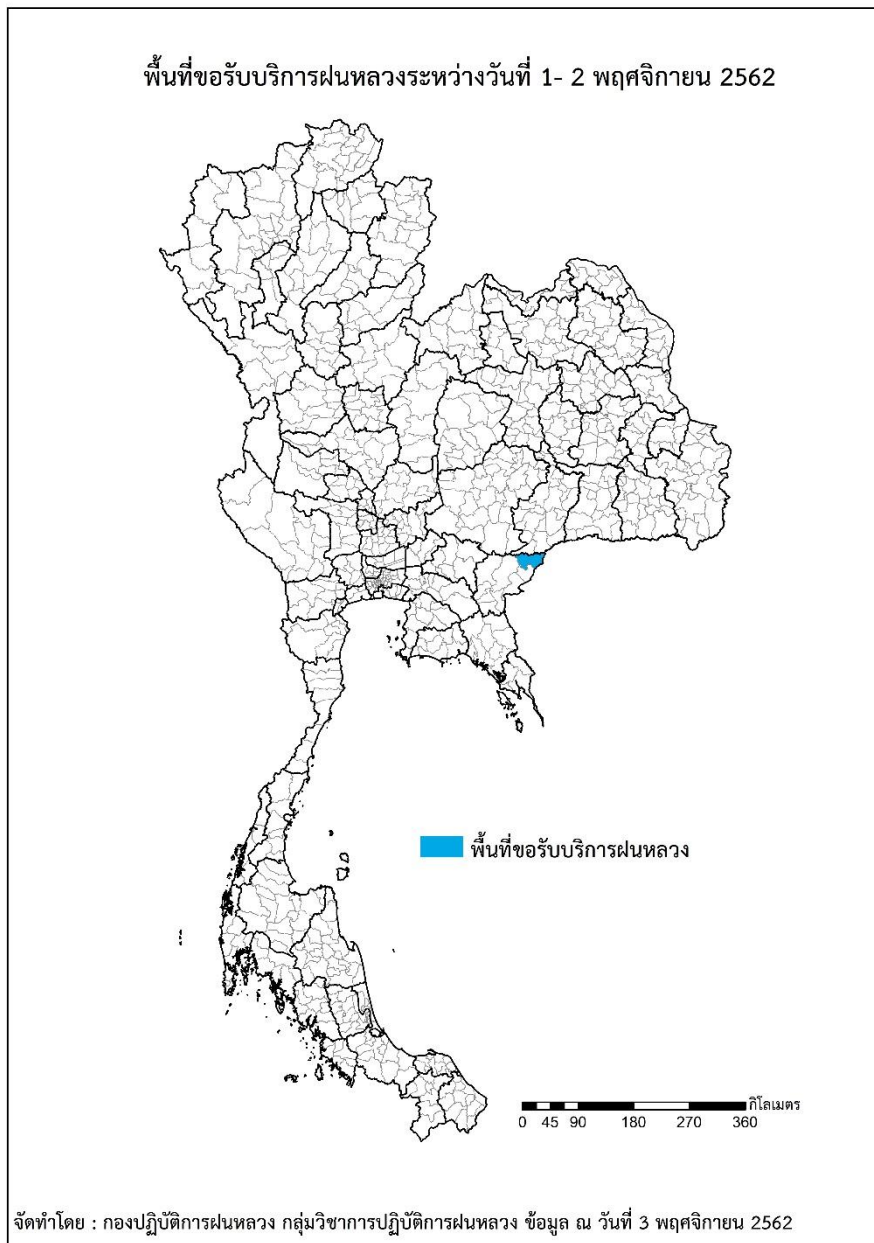 พื้นที่ขอรับบริการฝนหลวงระหว่างวันที่ 1- 2 พฤศจิกายน 2562
พื้นที่ขอรับบริการฝนหลวง
กิโลเมตร
0 45 90 180 270 360
จัดทำโดย : กองปฏิบัติการฝนหลวง กลุ่มวิชาการปฏิบัติการฝนหลวง ข้อมูล ณ วันที่ 3 พฤศจิกายน 2562